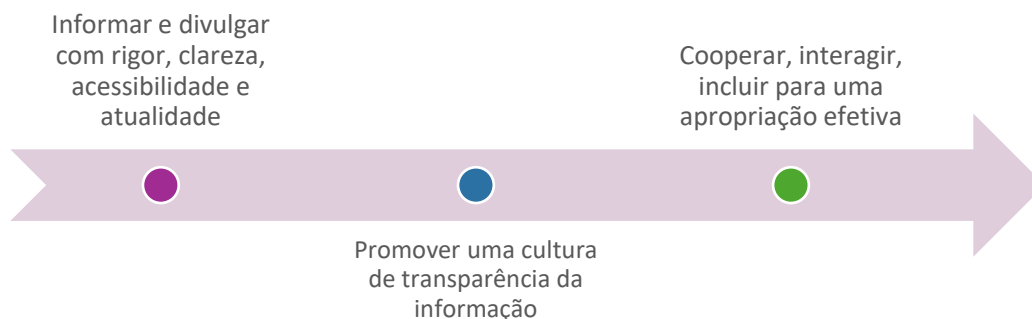 Informar e divulgar
com rigor, clareza,
acessibilidade e
atualidade
Promover uma cultura
de transparência da
informação
Cooperar, interagir,
incluir para uma
apropriação efetiva